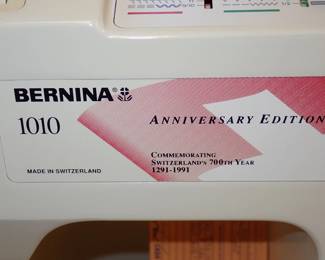 BERNINA®
1010
ANNIVERSARY EDITION
COMMEMORATING
SWITZERLAND'S 700TH YEAR
1291-1991
MADE IN SWITZERLAND